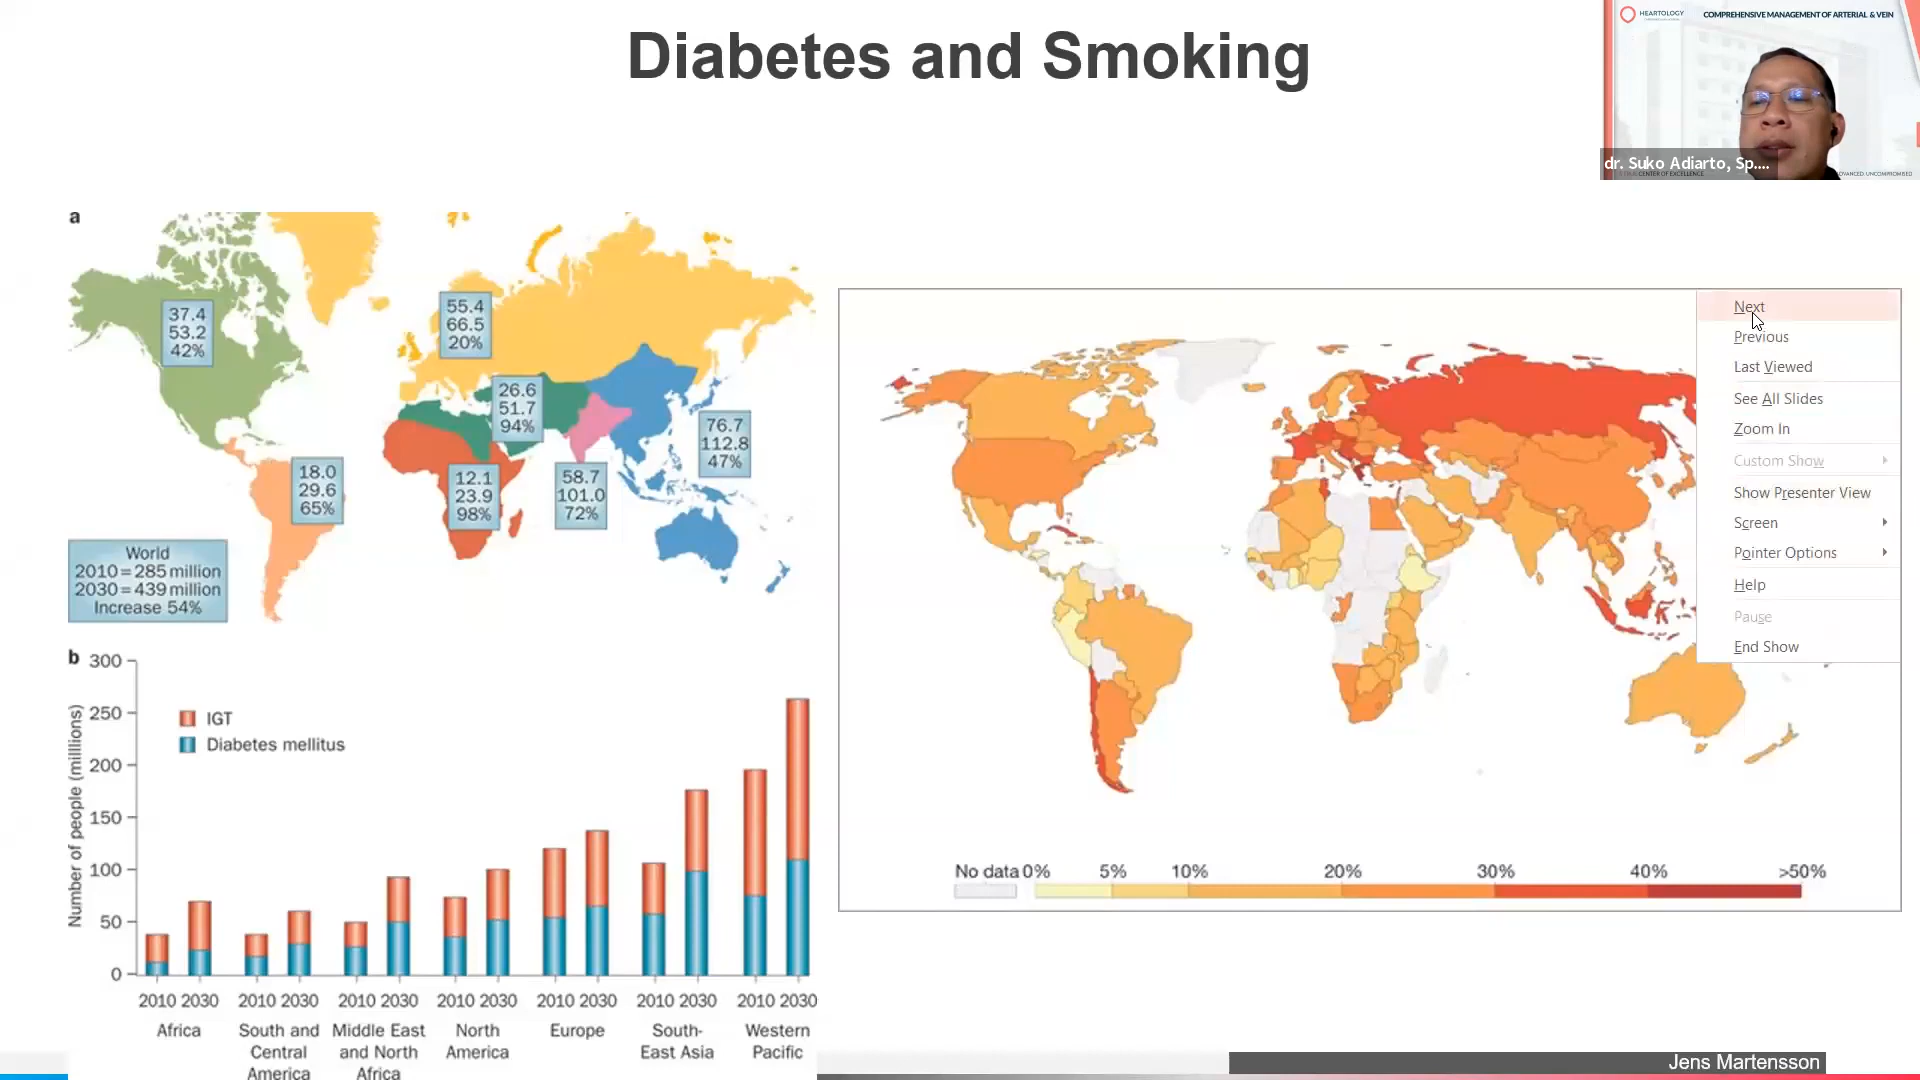 Diabetes and Smoking
HEARTOLOGY
COMPREHENSIVE MANAGEMENT OF ARTERIAL & VEIN
dr. Suko Adiarto, Sp....
CENTER OF EXCELLENCE
a
37.4
53.2
42%
55.4
66.5
20%
26.6
51.7
94%
76.7
112.8
47%
18.0
29.6
65%
12.1
23.9
98%
58.7
101.0
72%
World
2010=285 million
2030=439 million
Increase 54%
b
Number of people (millions)
300
250
200
150
100
50
0
IGT
Diabetes mellitus
2010 2030 2010 2030 2010 2030 2010 2030 2010 2030 2010 2030 2010 2030
Africa
South and
Central
America
Middle East
and North
Africa
North
America
Europe
South-
East Asia
Western
Pacific
Next
Previous
Last Viewed
See All Slides
Zoom In
Custom Show
Show Presenter View
Screen
Pointer Options
Help
Pause
End Show
No data 0% 5% 10% 20% 30% 40% >50%
Jens Martensson